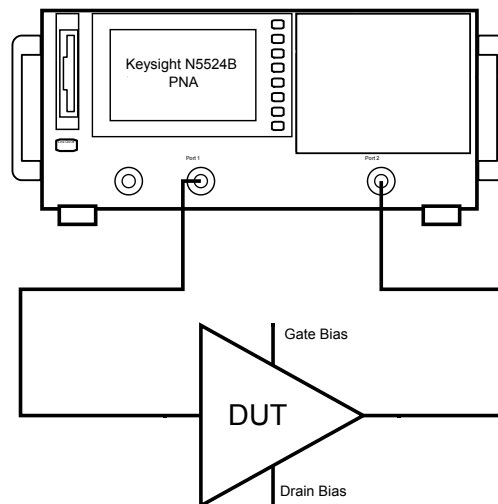 Keysight N5524B
PNA
Port 1
Port 2
Gate Bias
DUT
Drain Bias